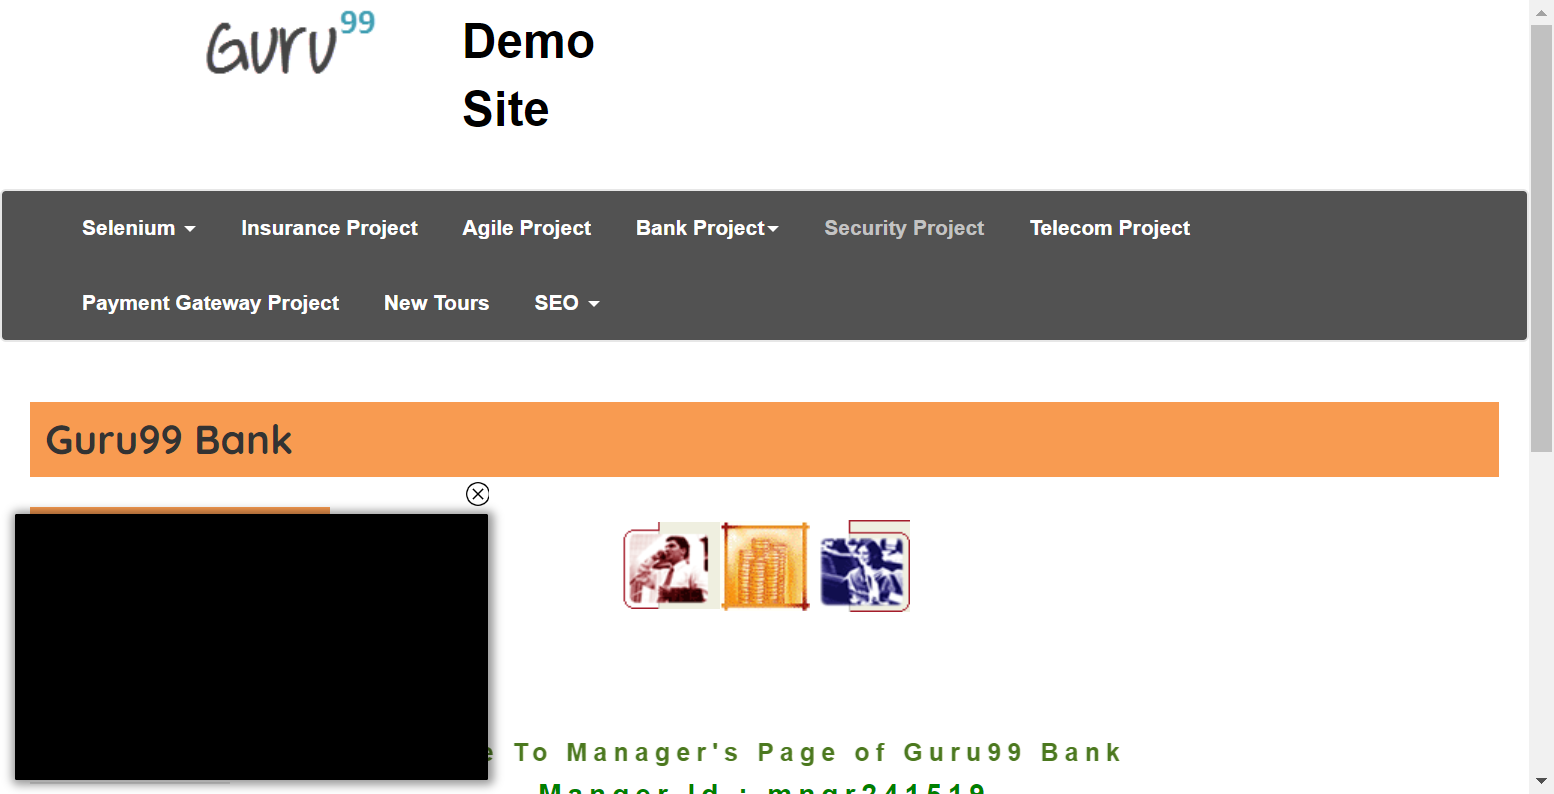 Guru99
Demo
Site
Selenium
Insurance Project
Agile Project
Bank Project
Security Project
Telecom Project
Payment Gateway Project
New Tours
SEO
Guru99 Bank
e To Manager's Page of Guru99 Bank
Manger Id : mngr241519